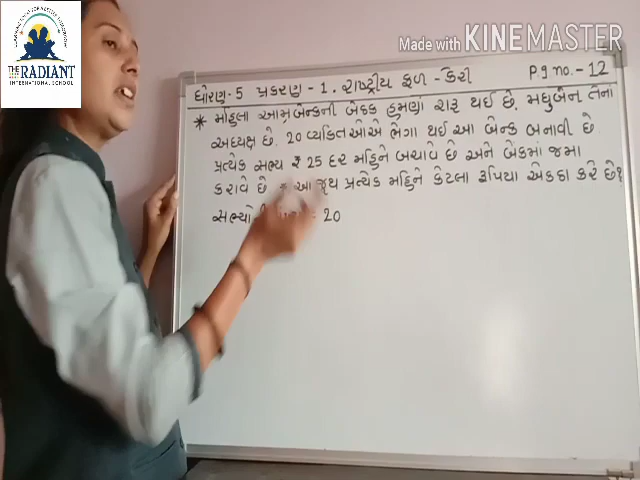 THE RADIANT
INTERNATIONAL SCHOOL
Made with KINEMASTER
ધોરણ-5 પ્રકરણ-1. રાષ્ટ્રીય ફળ-કેરી Pg no.-12
* મહિલા આમ્રબેન્કની બેઠક હમણાં શરૂ થઈ છે. મધુબેન તેના
અધ્યક્ષ છે. 20 વ્યકિતઓએ ભેગા થઈ આ બેન્ક બનાવી છે
પ્રત્યેક સભ્ય ₹ 25 દર મહિને બચાવે છે અને બેંકમાં જમા
કરાવે છે આ જૂથ પ્રત્યેક મહિને કેટલા રૂપિયા એકઠા કરે છે?
સભ્યો 20